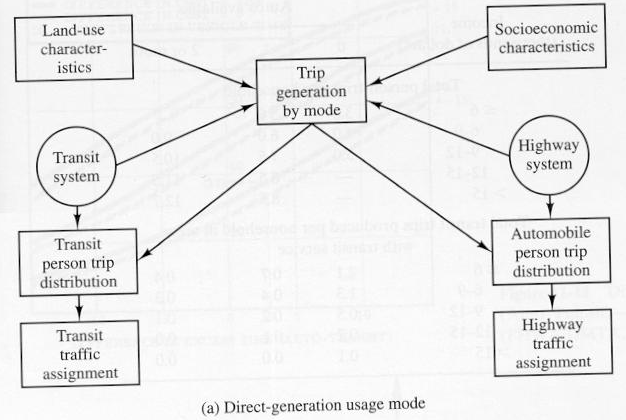 Land-use
character-
istics
Socioeconomic
characteristics
Trip
generation
by mode
Transit
system
Highway
system
Transit
person trip
distribution
Automobile
person trip
distribution
Transit
traffic
assignment
Highway
traffic
assignment
(a) Direct-generation usage mode